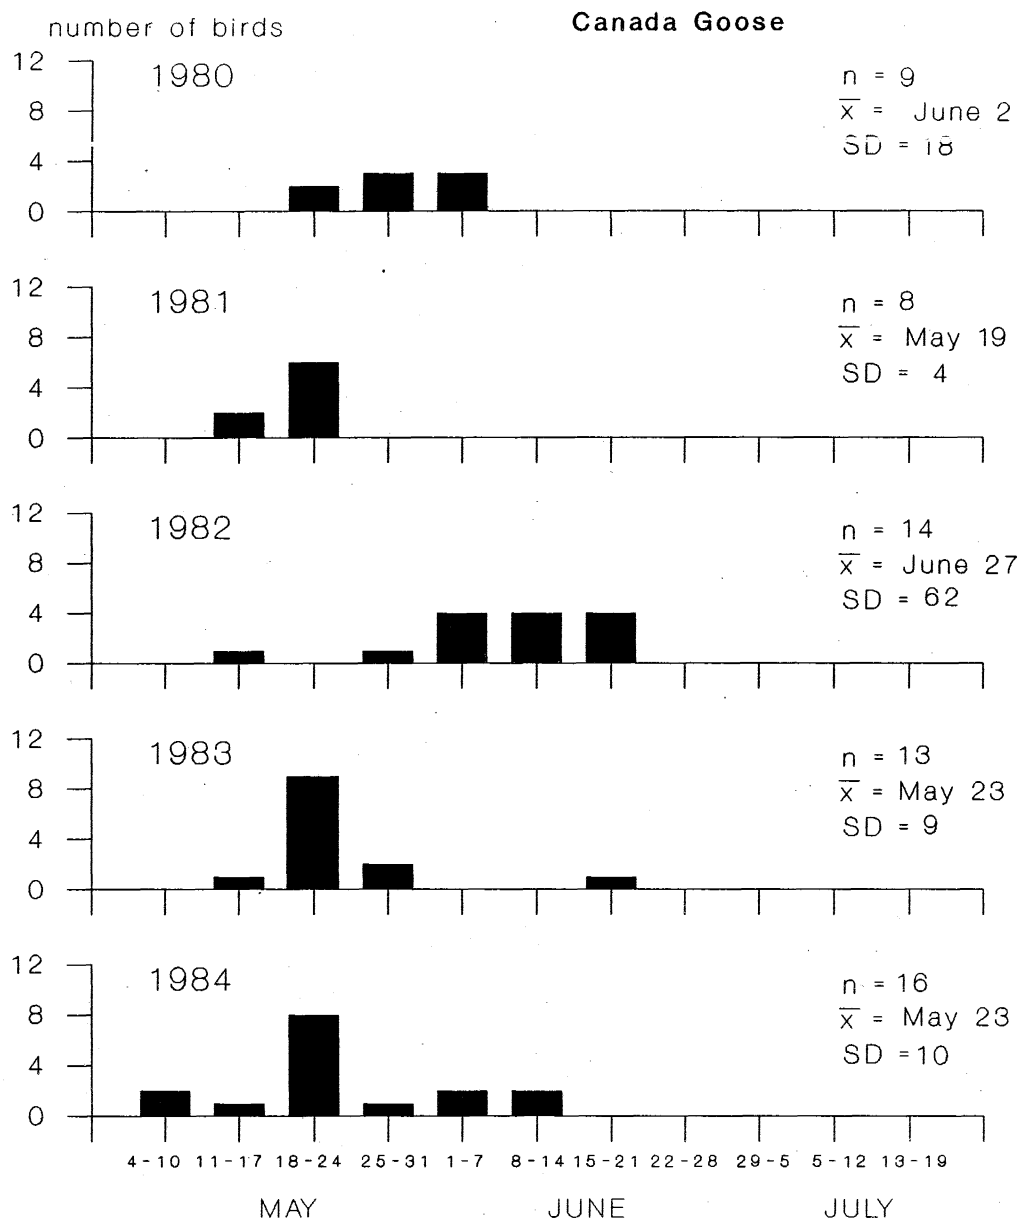 number of birds
Canada Goose
12
8
4
0
1980
n = 9
x̅ = June 2
SD = 18
12
8
4
0
1981
n = 8
x̅ = May 19
SD = 4
12
8
4
0
1982
n = 14
x̅ = June 27
SD = 62
12
8
4
0
1983
n = 13
x̅ = May 23
SD = 9
12
8
4
0
1984
n = 16
x̅ = May 23
SD = 10
4-10 11-17 18-24 25-31 1-7 8-14 15-21 22-28 29-5 5-12 13-19
MAY JUNE JULY